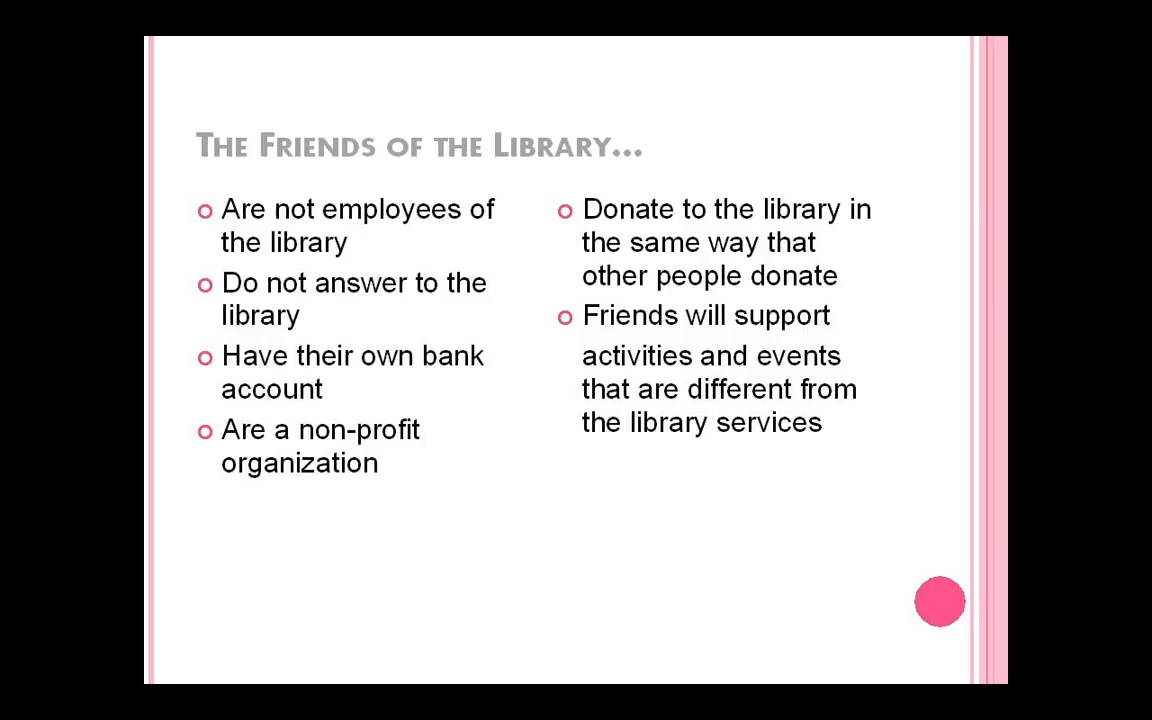 The Friends of the Library...
Are not employees of
the library
Do not answer to the
library
Have their own bank
account
Are a non-profit
organization
Donate to the library in
the same way that
other people donate
Friends will support
activities and events
that are different from
the library services